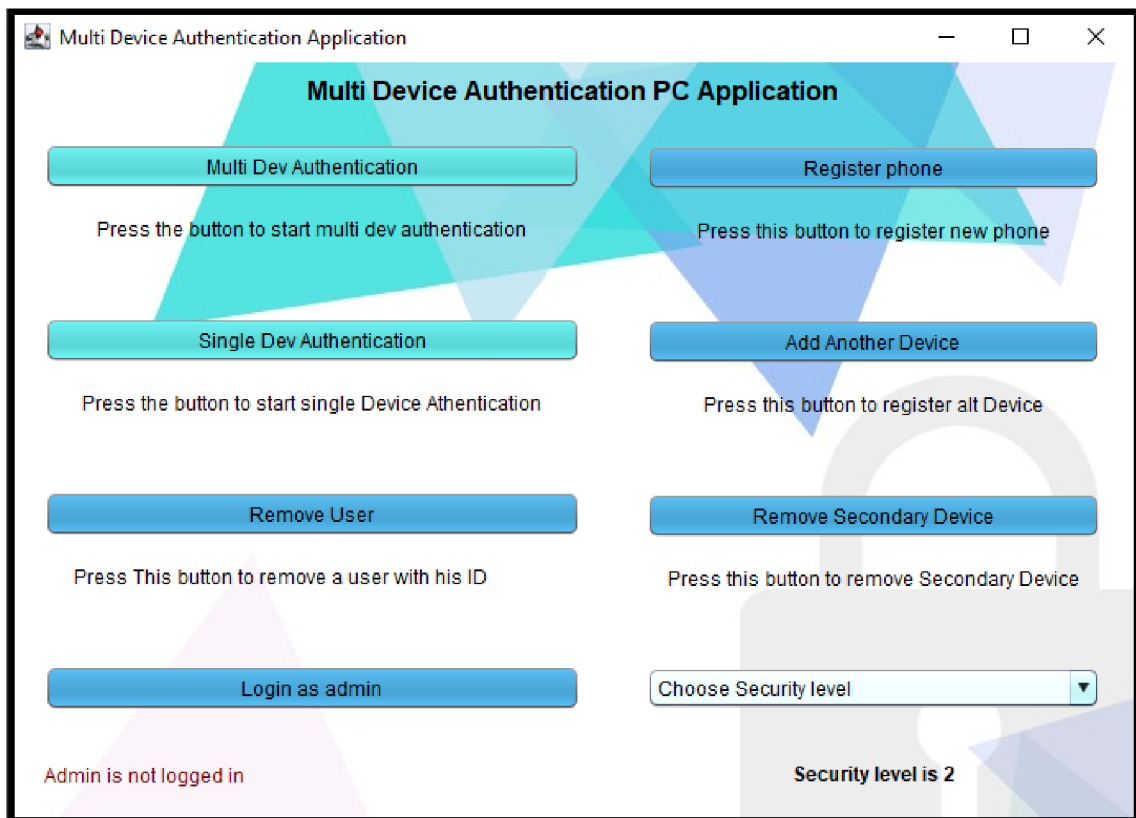 Multi Device Authentication Application
Multi Device Authentication PC Application
Multi Dev Authentication
Register phone
Press the button to start multi dev authentication
Press this button to register new phone
Single Dev Authentication
Add Another Device
Press the button to start single Device Athentication
Press this button to register alt Device
Remove User
Remove Secondary Device
Press This button to remove a user with his ID
Press this button to remove Secondary Device
Login as admin
Choose Security level
Admin is not logged in
Security level is 2